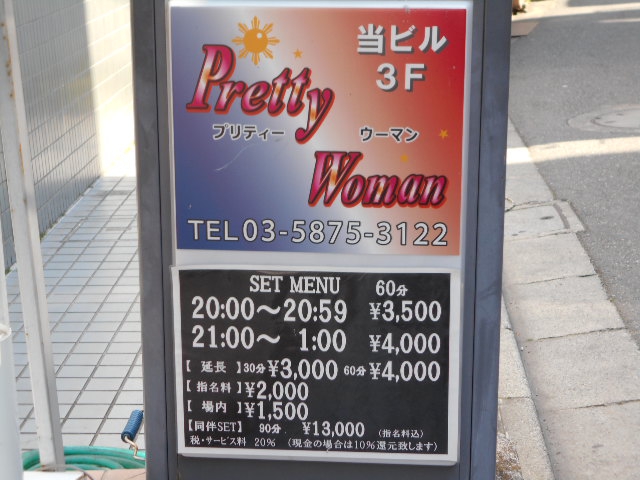 当ビル
3F
Pretty
プリティー ウーマン
Woman
TEL03-5875-3122
SET MENU 60分
20:00～20:59 ¥3,500
21:00～ 1:00 ¥4,000
【 延長 】30分¥3,000 60分¥4,000
【 指名料 】¥2,000
【 場内 】¥1,500
【同伴SET】 90分 ¥13,000 (指名料込)
税・サービス料 20% (現金の場合は10%還元致します)